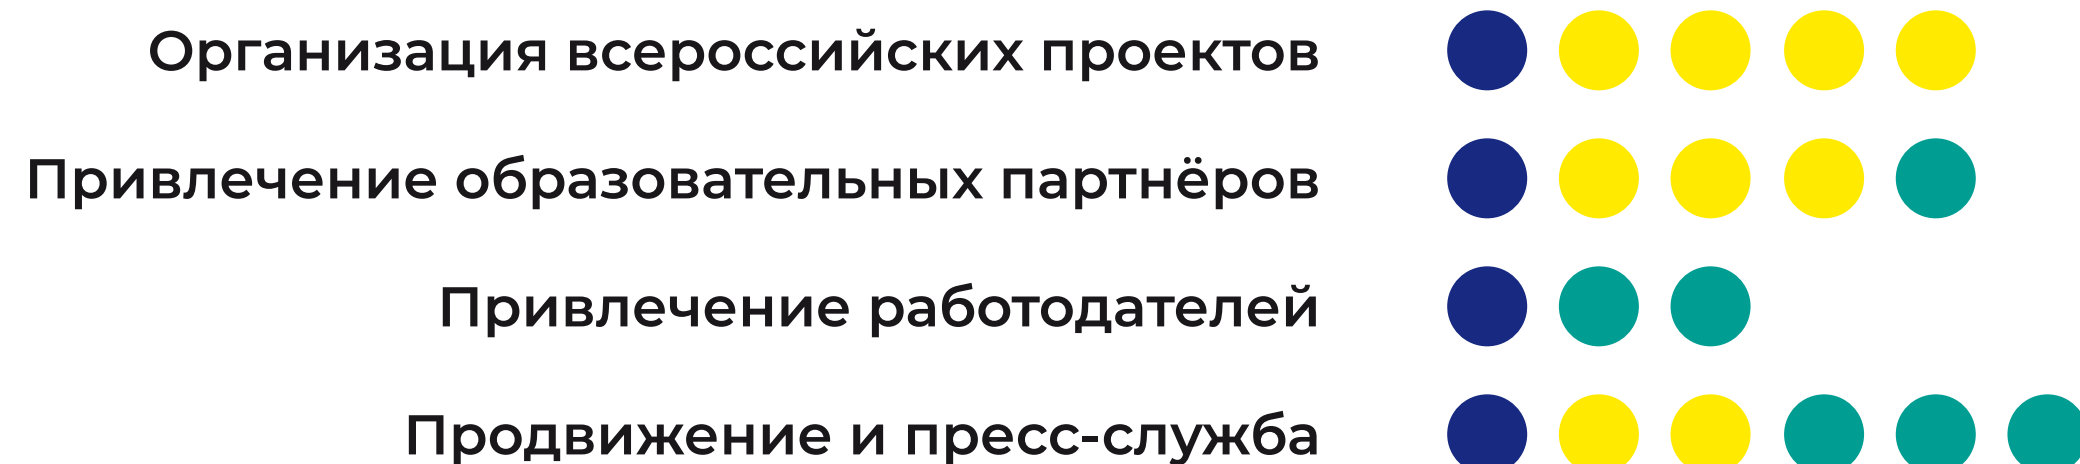 Организация всероссийских проектов
Привлечение образовательных партнёров
Привлечение работодателей
Продвижение и пресс-служба